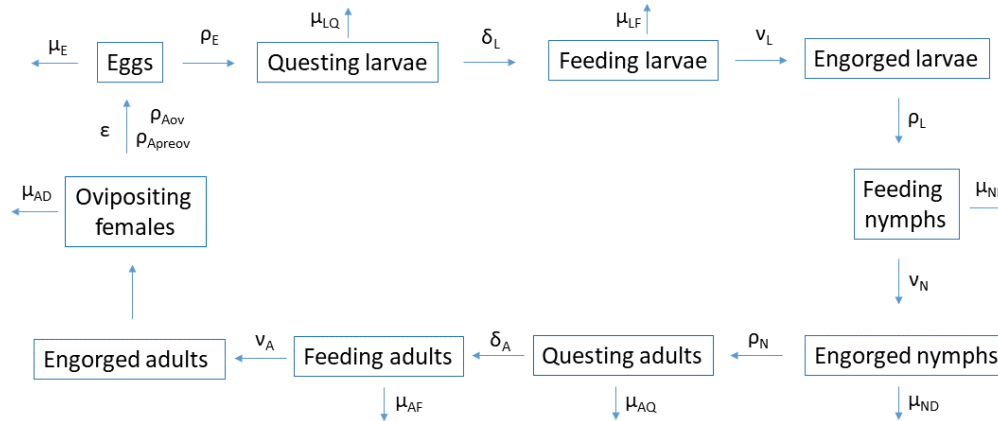 μLQ
μLF
μE
ρE
δL
νL
Eggs
Questing larvae
Feeding larvae
Engorged larvae
ε
ρAov
ρApreov
ρL
μAD
Ovipositing
females
Feeding
nymphs
νN
νA
δA
ρN
Engorged adults
Feeding adults
Questing adults
Engorged nymphs
μAF
μAQ
μND